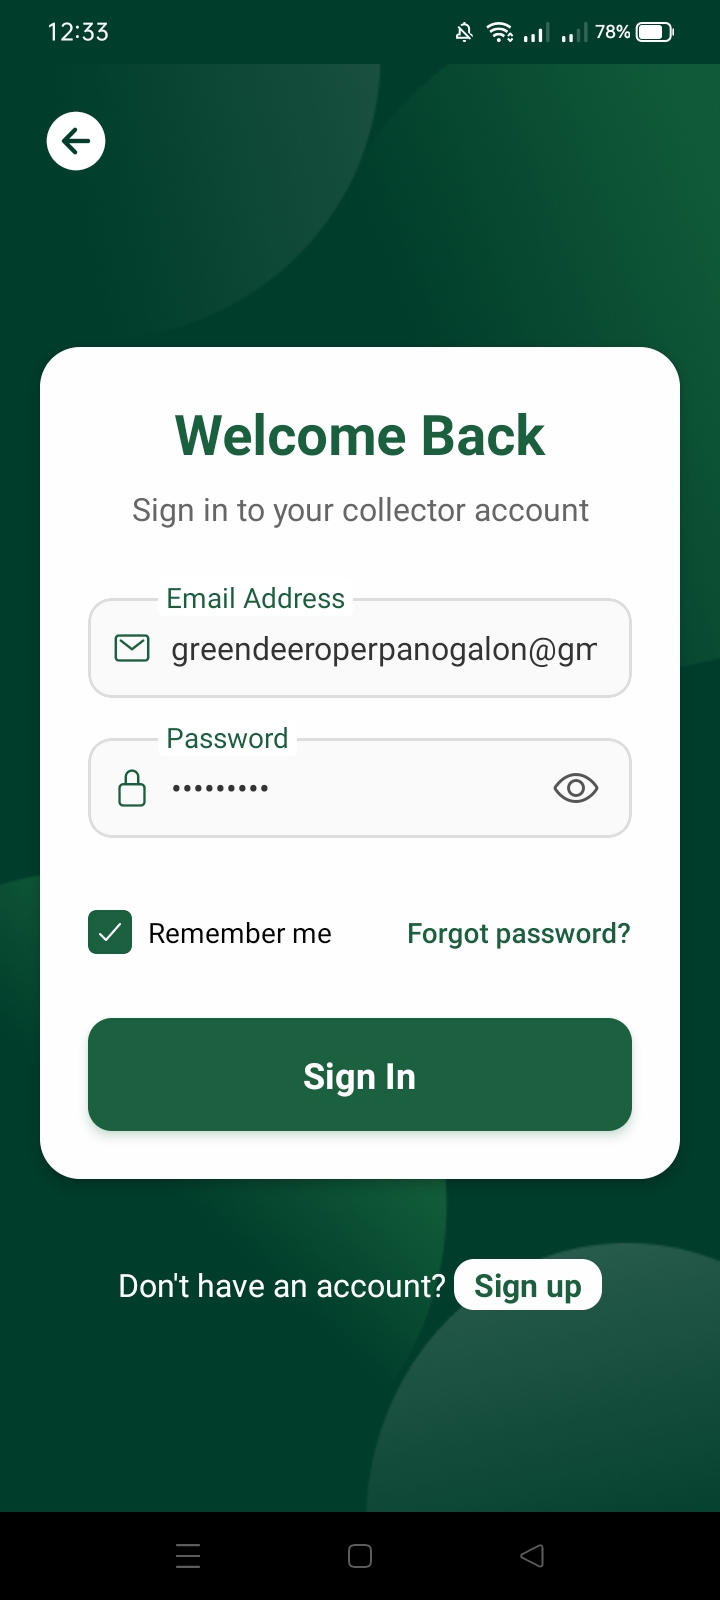 12:33
78%
Welcome Back
Sign in to your collector account
Email Address
greendeeroperpanogalon@gm
Password
•••••••••
Remember me
Forgot password?
Sign In
Don't have an account? Sign up